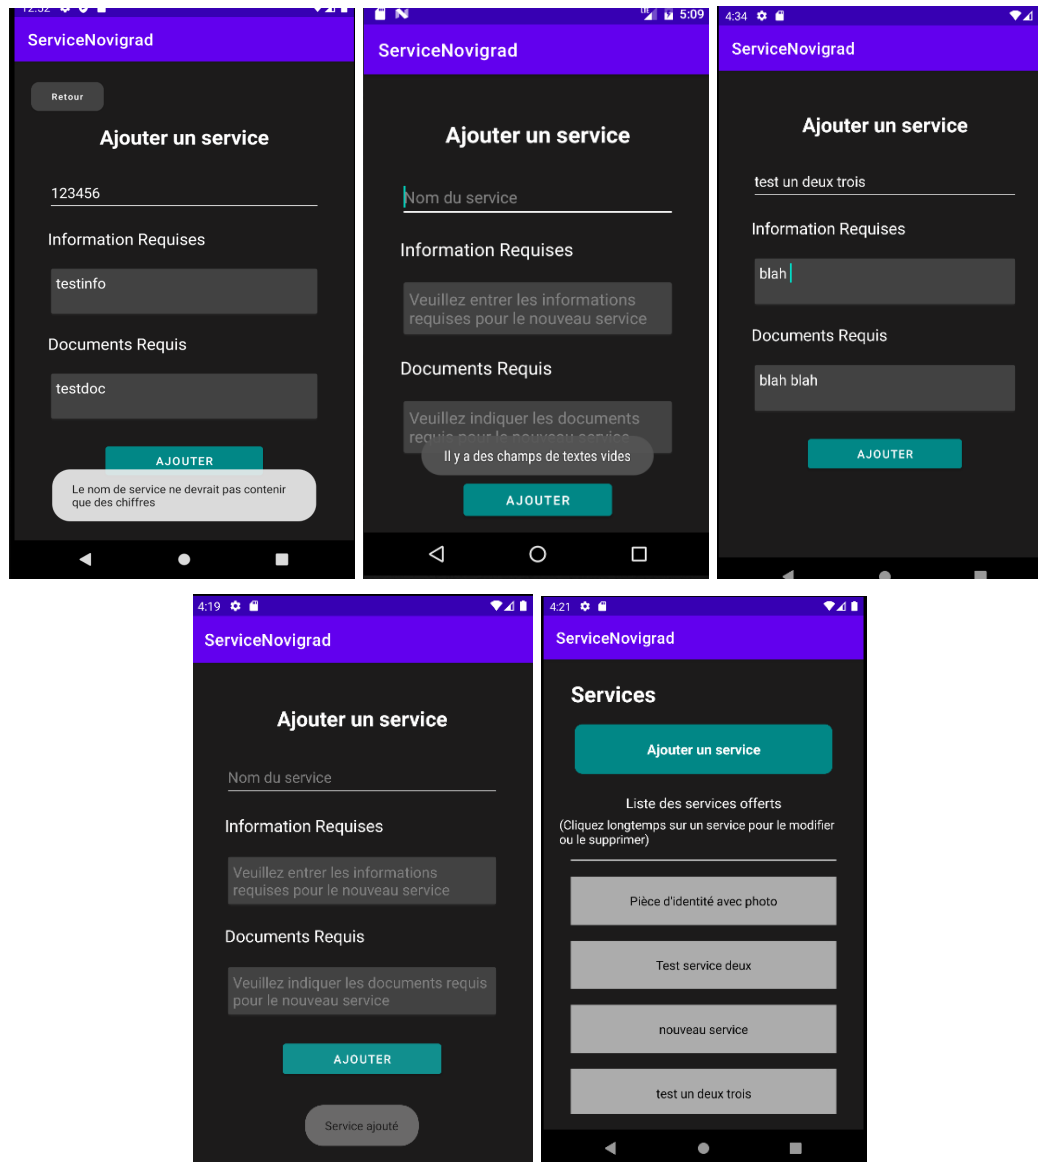 12:52
ServiceNovigrad
Retour
Ajouter un service
123456
Information Requises
testinfo
Documents Requis
testdoc
AJOUTER
Le nom de service ne devrait pas contenir
que des chiffres
5:09
ServiceNovigrad
Ajouter un service
Nom du service
Information Requises
Veuillez entrer les informations
requises pour le nouveau service
Documents Requis
Veuillez indiquer les documents
requis pour le nouveau service
Il y a des champs de textes vides
AJOUTER
4:34
ServiceNovigrad
Ajouter un service
test un deux trois
Information Requises
blah
Documents Requis
blah blah
AJOUTER
4:19
ServiceNovigrad
Ajouter un service
Nom du service
Information Requises
Veuillez entrer les informations
requises pour le nouveau service
Documents Requis
Veuillez indiquer les documents requis
pour le nouveau service
AJOUTER
Service ajouté
4:21
ServiceNovigrad
Services
Ajouter un service
Liste des services offerts
(Cliquez longtemps sur un service pour le modifier
ou le supprimer)
Pièce d'identité avec photo
Test service deux
nouveau service
test un deux trois